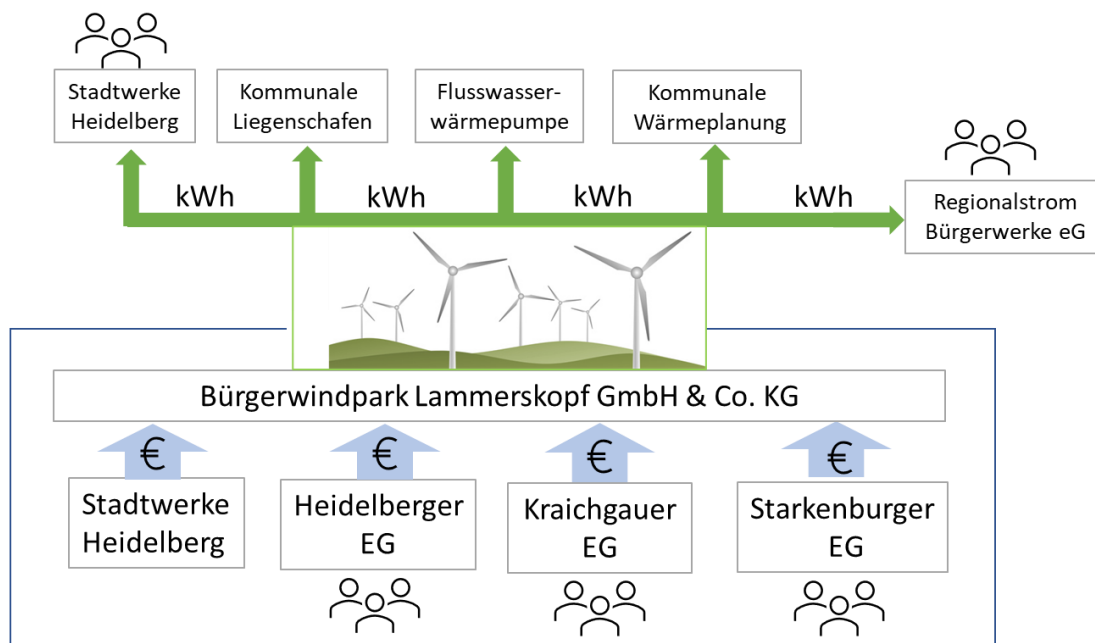 Stadtwerke
Heidelberg
Kommunale
Liegenschafen
Flusswasser-
wärmepumpe
Kommunale
Wärmeplanung
kWh
kWh
kWh
kWh
Regionalstrom
Bürgerwerke eG
Bürgerwindpark Lammerskopf GmbH & Co. KG
€
€
€
€
Stadtwerke
Heidelberg
Heidelberger
EG
Kraichgauer
EG
Starkenburger
EG